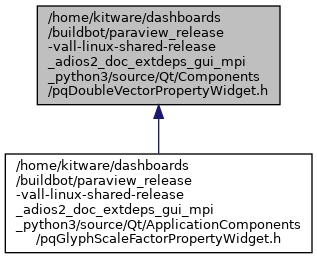 /home/kitware/dashboards
/buildbot/paraview_release
-vall-linux-shared-release
_adios2_doc_extdeps_gui_mpi
_python3/source/Qt/Components
/pqDoubleVectorPropertyWidget.h
/home/kitware/dashboards
/buildbot/paraview_release
-vall-linux-shared-release
_adios2_doc_extdeps_gui_mpi
_python3/source/Qt/ApplicationComponents
/pqGlyphScaleFactorPropertyWidget.h